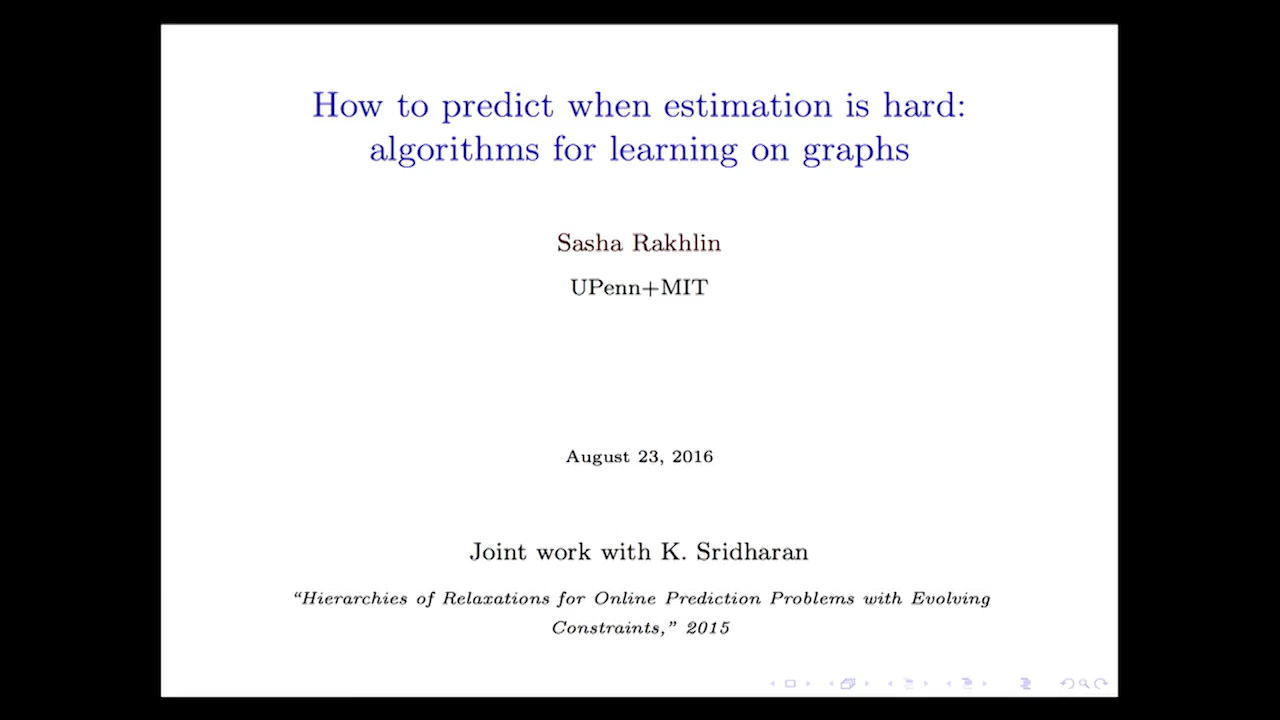 How to predict when estimation is hard:
algorithms for learning on graphs
Sasha Rakhlin
UPenn+MIT
August 23, 2016
Joint work with K. Sridharan
“Hierarchies of Relaxations for Online Prediction Problems with Evolving
Constraints,” 2015